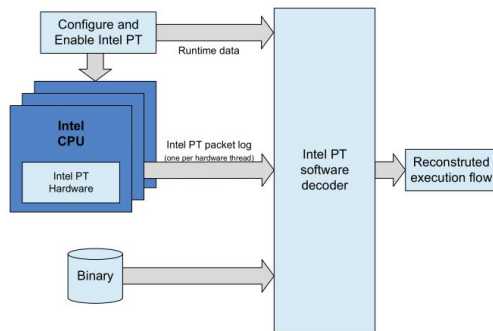 Configure and
Enable Intel PT
Runtime data
Intel
CPU
Intel PT
Hardware
Intel PT packet log
(one per hardware thread)
Intel PT
software
decoder
Reconstruted
execution flow
Binary